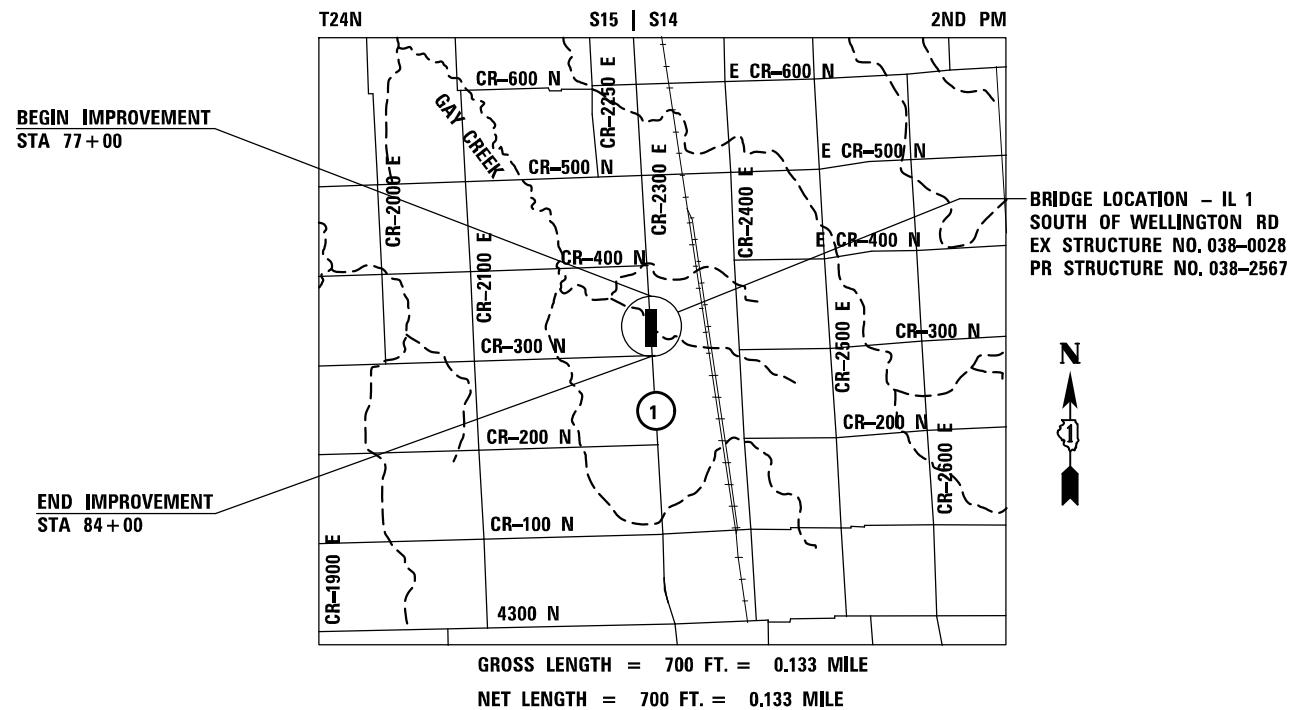 T24N S15 | S14 2ND PM
BEGIN IMPROVEMENT
STA 77+00
CR-600 N
E CR-600 N
CR-2250 E
GAY CREEK
CR-2000 E
CR-500 N
CR-2300 E
E CR-500 N
CR-2400 E
BRIDGE LOCATION - IL 1
SOUTH OF WELLINGTON RD
EX STRUCTURE NO. 038-0028
PR STRUCTURE NO. 038-2567
CR-2100 E
CR-400 N
E CR-400 N
CR-300 N
CR-2500 E
CR-300 N
N
1
1
CR-200 N
CR-200 N
CR-2600 E
END IMPROVEMENT
STA 84+00
CR-100 N
CR-1900 E
4300 N
GROSS LENGTH = 700 FT. = 0.133 MILE
NET LENGTH = 700 FT. = 0.133 MILE